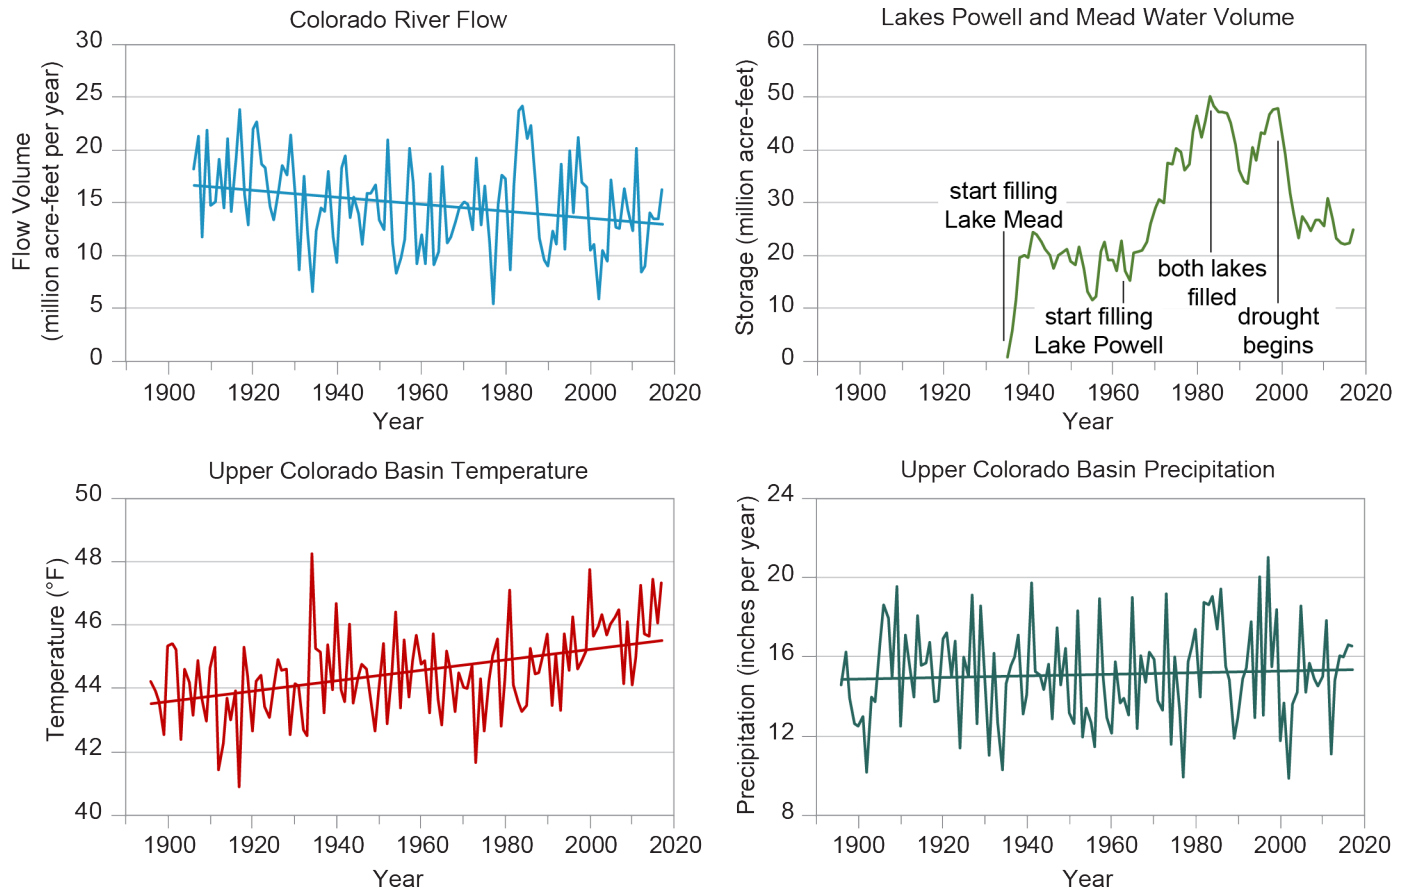 Colorado River Flow
30
25
20
15
10
5
0
Flow Volume
(million acre-feet per year)
1900 1920 1940 1960 1980 2000 2020
Year
Lakes Powell and Mead Water Volume
60
50
40
30
20
10
0
Storage (million acre-feet)
start filling
Lake Mead
both lakes
filled
start filling
Lake Powell
drought
begins
1900 1920 1940 1960 1980 2000 2020
Year
Upper Colorado Basin Temperature
50
48
46
44
42
40
Temperature (°F)
1900 1920 1940 1960 1980 2000 2020
Year
Upper Colorado Basin Precipitation
24
20
16
12
8
Precipitation (inches per year)
1900 1920 1940 1960 1980 2000 2020
Year